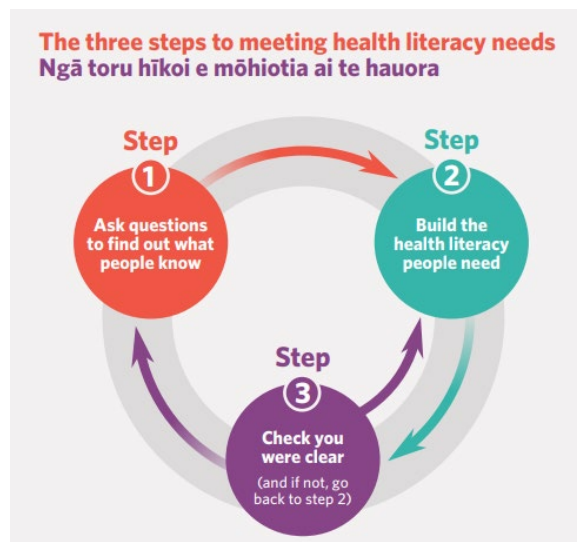 The three steps to meeting health literacy needs
Ngā toru hīkoi e mōhiotia ai te hauora
Step
1
Ask questions
to find out what
people know
Step
2
Build the
health literacy
people need
Step
3
Check you
were clear
(and if not, go
back to step 2)